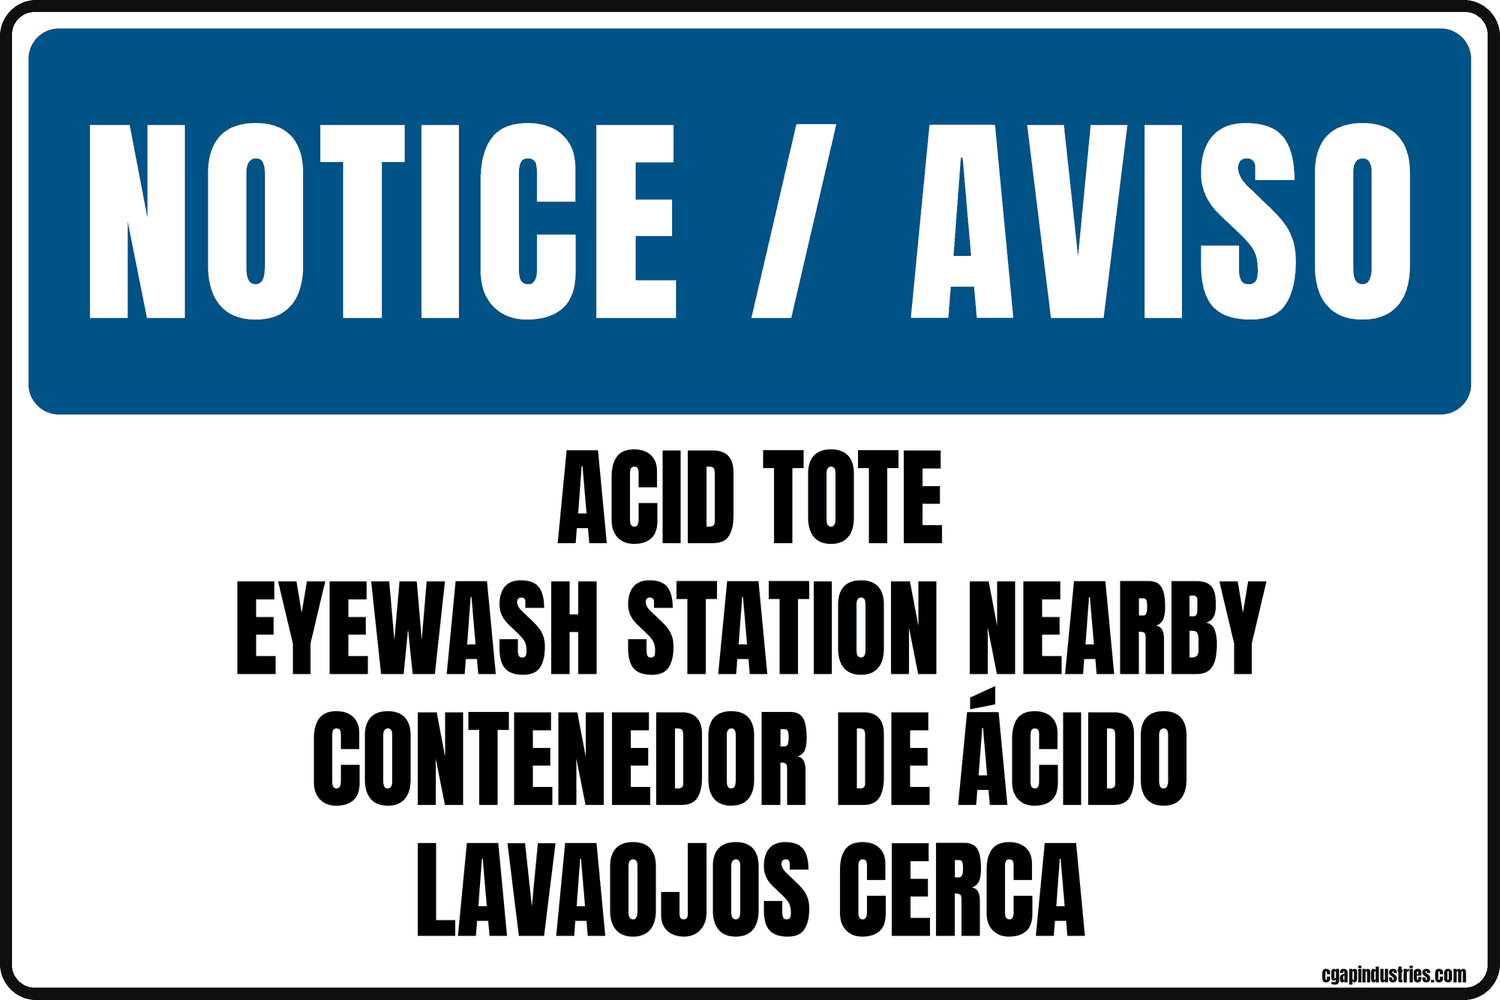 NOTICE / AVISO
ACID TOTE
EYEWASH STATION NEARBY
CONTENEDOR DE ÁCIDO
LAVAOJOS CERCA
cgapindustries.com